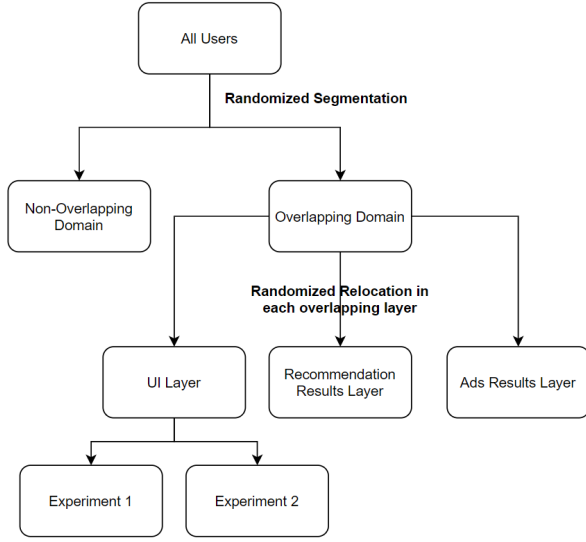 All Users
Randomized Segmentation
Non-Overlapping
Domain
Overlapping Domain
Randomized Relocation in
each overlapping layer
UI Layer
Recommendation
Results Layer
Ads Results Layer
Experiment 1
Experiment 2